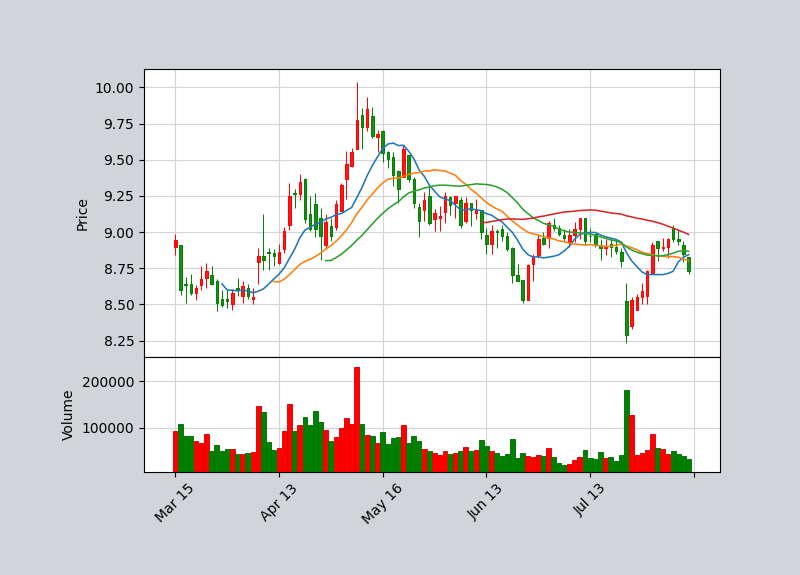 10.00
9.75
9.50
9.25
9.00
8.75
8.50
8.25
Price
200000
100000
Volume
Mar 15
Apr 13
May 16
Jun 13
Jul 13